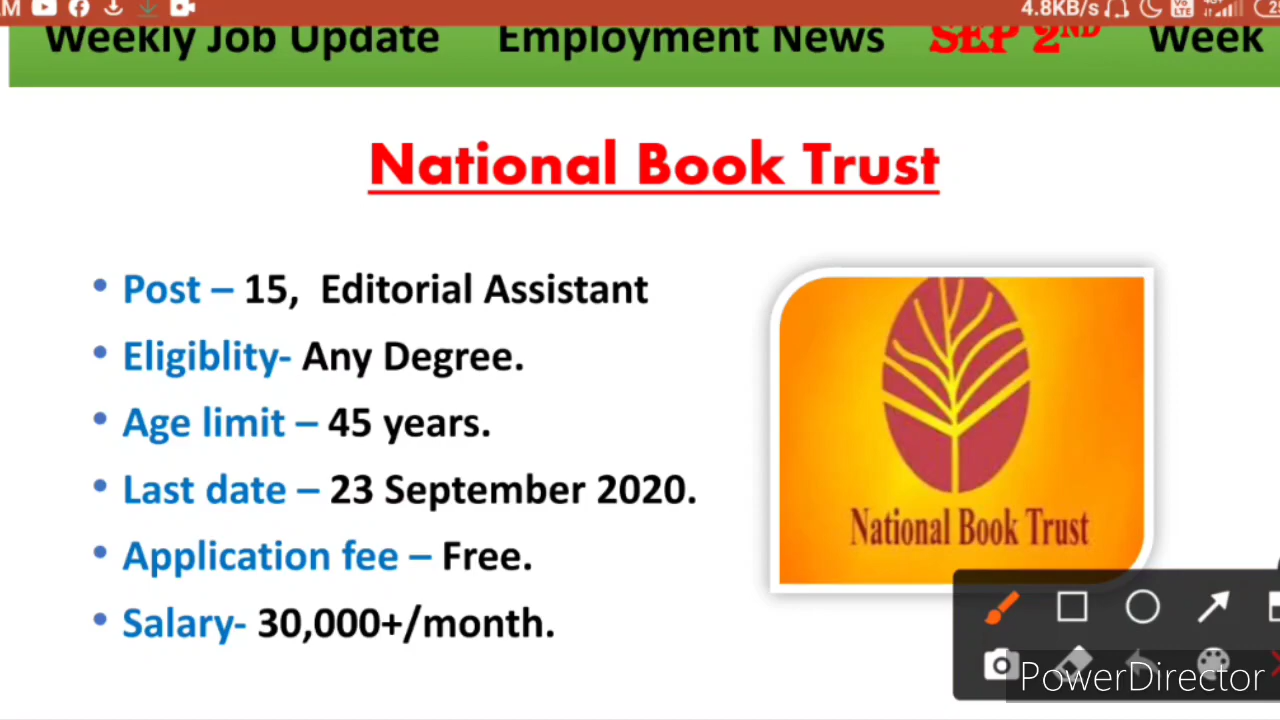 4.8KB/s
Weekly Job Update Employment News SEP 2ND Week
National Book Trust
• Post – 15, Editorial Assistant
• Eligiblity- Any Degree.
• Age limit – 45 years.
• Last date – 23 September 2020.
• Application fee – Free.
• Salary- 30,000+/month.
National Book Trust
PowerDirector